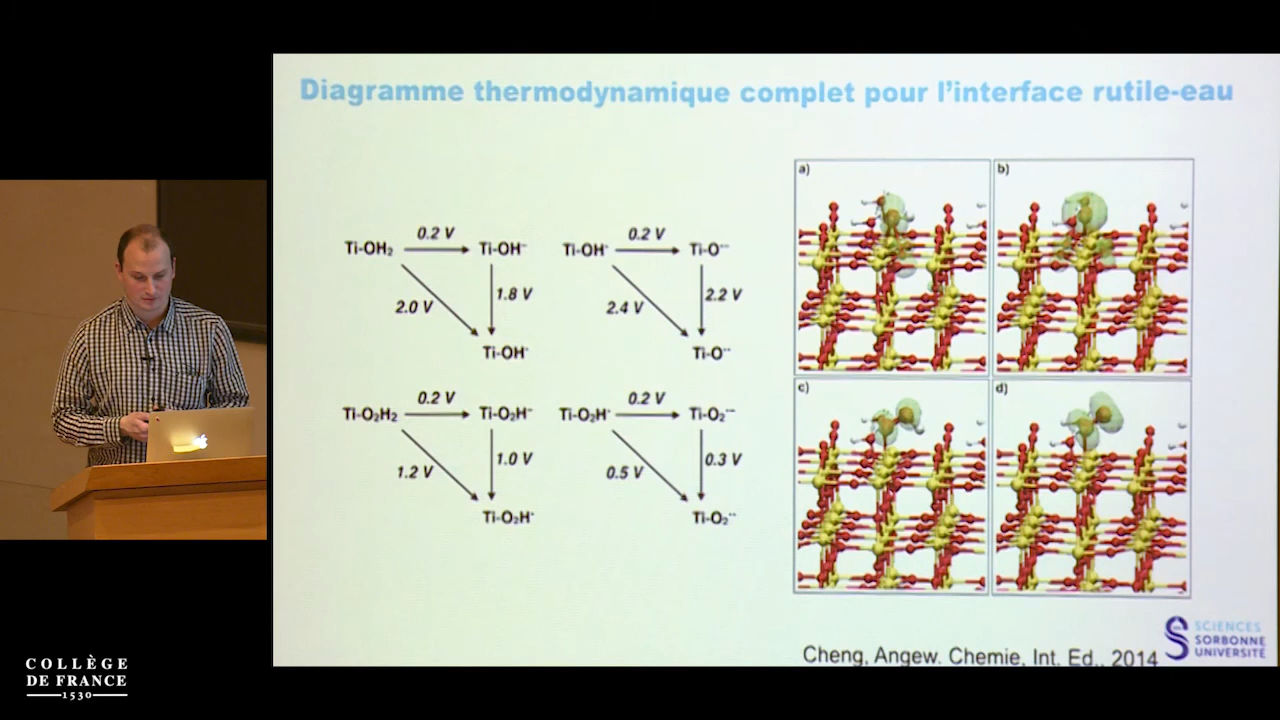 Diagramme thermodynamique complet pour l'interface rutile-eau
Ti-OH₂
0.2 V
Ti-OH⁻
2.0 V
1.8 V
Ti-OH˙
Ti-OH˙
0.2 V
Ti-O˙⁻
2.4 V
2.2 V
Ti-O˙˙
Ti-O₂H₂
0.2 V
Ti-O₂H⁻
1.2 V
1.0 V
Ti-O₂H˙
Ti-O₂H˙
0.2 V
Ti-O₂˙⁻
0.5 V
0.3 V
Ti-O₂˙˙
a)
b)
c)
d)
Cheng, Angew. Chemie, Int. Ed., 2014
SCIENCES
SORBONNE
UNIVERSITÉ
COLLÈGE
DE FRANCE
1530